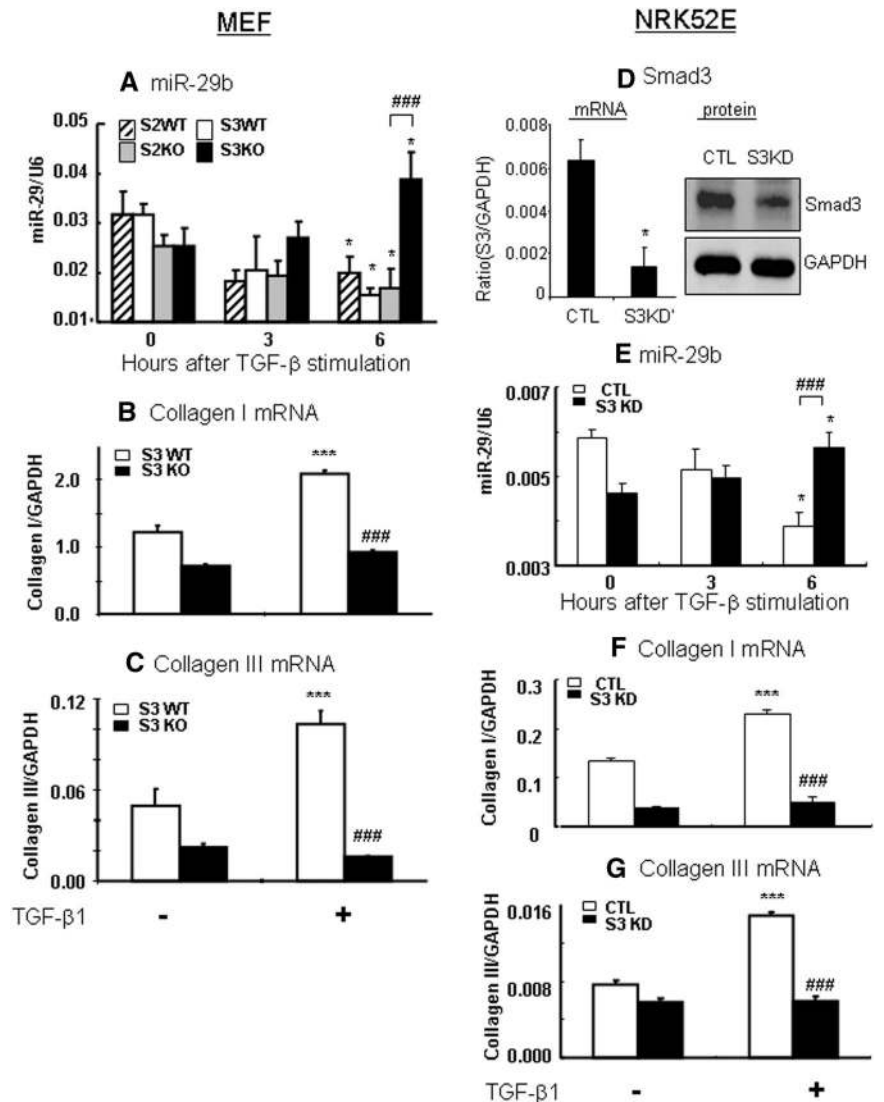 MEF
A miR-29b
###
S2WT S3WT
S2KO S3KO
*
* * *
miR-29/U6
0.05
0.04
0.03
0.02
0.01
0 3 6
Hours after TGF-β stimulation
B Collagen I mRNA
S3 WT
S3 KO
***
###
Collagen I/GAPDH
2.0
1.0
0.0
C Collagen III mRNA
S3 WT
S3 KO
***
###
Collagen III/GAPDH
0.12
0.06
0.00
TGF-β1 - +
NRK52E
D Smad3
mRNA protein
Ratio(S3/GAPDH)
0.008
0.006
0.004
0.002
0
*
CTL S3KD'
CTL S3KD
Smad3
GAPDH
E miR-29b
CTL
S3 KD
###
*
*
miR-29/U6
0.007
0.005
0.003
0 3 6
Hours after TGF-β stimulation
F Collagen I mRNA
CTL
S3 KD
***
###
Collagen I/GAPDH
0.3
0.2
0.1
0
G Collagen III mRNA
CTL
S3 KD
***
###
Collagen III/GAPDH
0.016
0.008
0.000
TGF-β1 - +